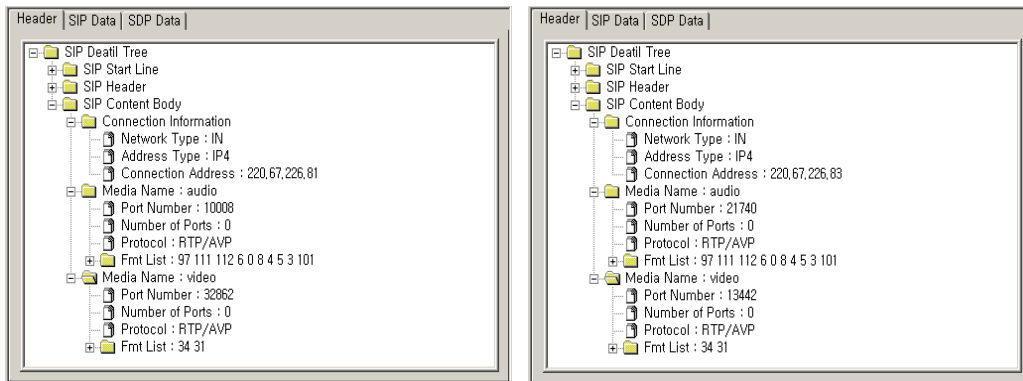 Header SIP Data SDP Data
SIP Deatil Tree
SIP Start Line
SIP Header
SIP Content Body
Connection Information
Network Type : IN
Address Type : IP4
Connection Address : 220,67,226,81
Media Name : audio
Port Number : 10008
Number of Ports : 0
Protocol : RTP/AVP
Fmt List : 97 111 112 6 0 8 4 5 3 101
Media Name : video
Port Number : 32862
Number of Ports : 0
Protocol : RTP/AVP
Fmt List : 34 31
Header SIP Data SDP Data
SIP Deatil Tree
SIP Start Line
SIP Header
SIP Content Body
Connection Information
Network Type : IN
Address Type : IP4
Connection Address : 220,67,226,83
Media Name : audio
Port Number : 21740
Number of Ports : 0
Protocol : RTP/AVP
Fmt List : 97 111 112 6 0 8 4 5 3 101
Media Name : video
Port Number : 13442
Number of Ports : 0
Protocol : RTP/AVP
Fmt List : 34 31